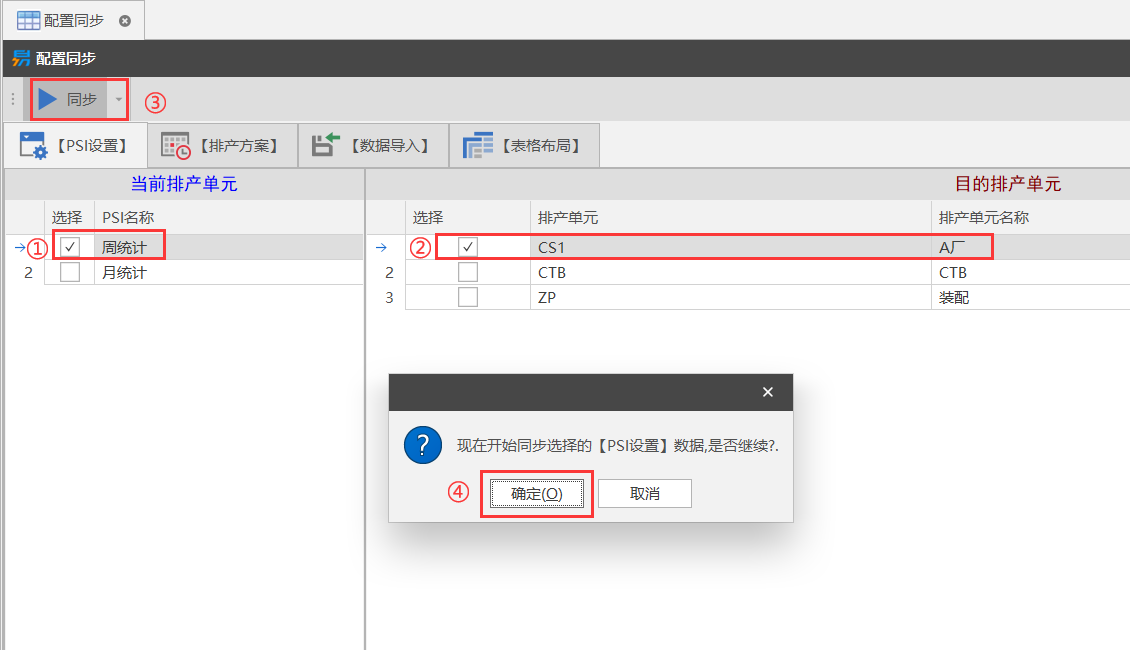 配置同步
配置同步
同步 ③
【PSI设置】 【排产方案】 【数据导入】 【表格布局】
当前排产单元 目的排产单元
选择 PSI名称 选择 排产单元 排产单元名称
① 周统计 ② CS1 A厂
2 月统计 2 CTB CTB
3 ZP 装配
现在开始同步选择的【PSI设置】数据,是否继续?.
④ 确定(O) 取消